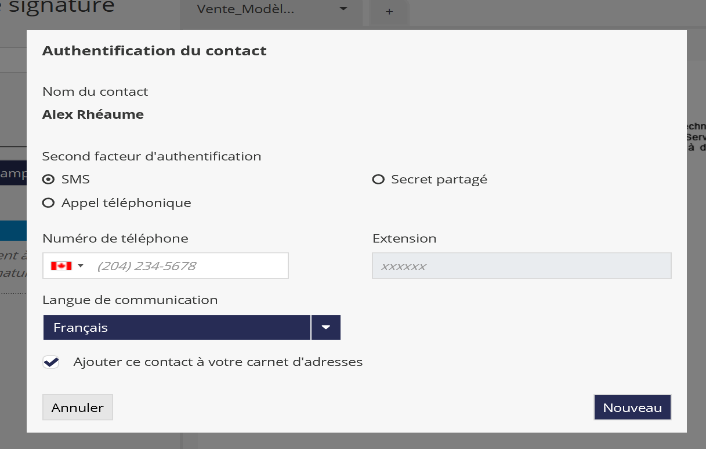 signature
Vente_Modèl...
+
Authentification du contact
Nom du contact
Alex Rhéaume
Second facteur d'authentification
SMS
Secret partagé
Appel téléphonique
Numéro de téléphone
Extension
(204) 234-5678
xxxxxx
Langue de communication
Français
Ajouter ce contact à votre carnet d'adresses
Annuler
Nouveau